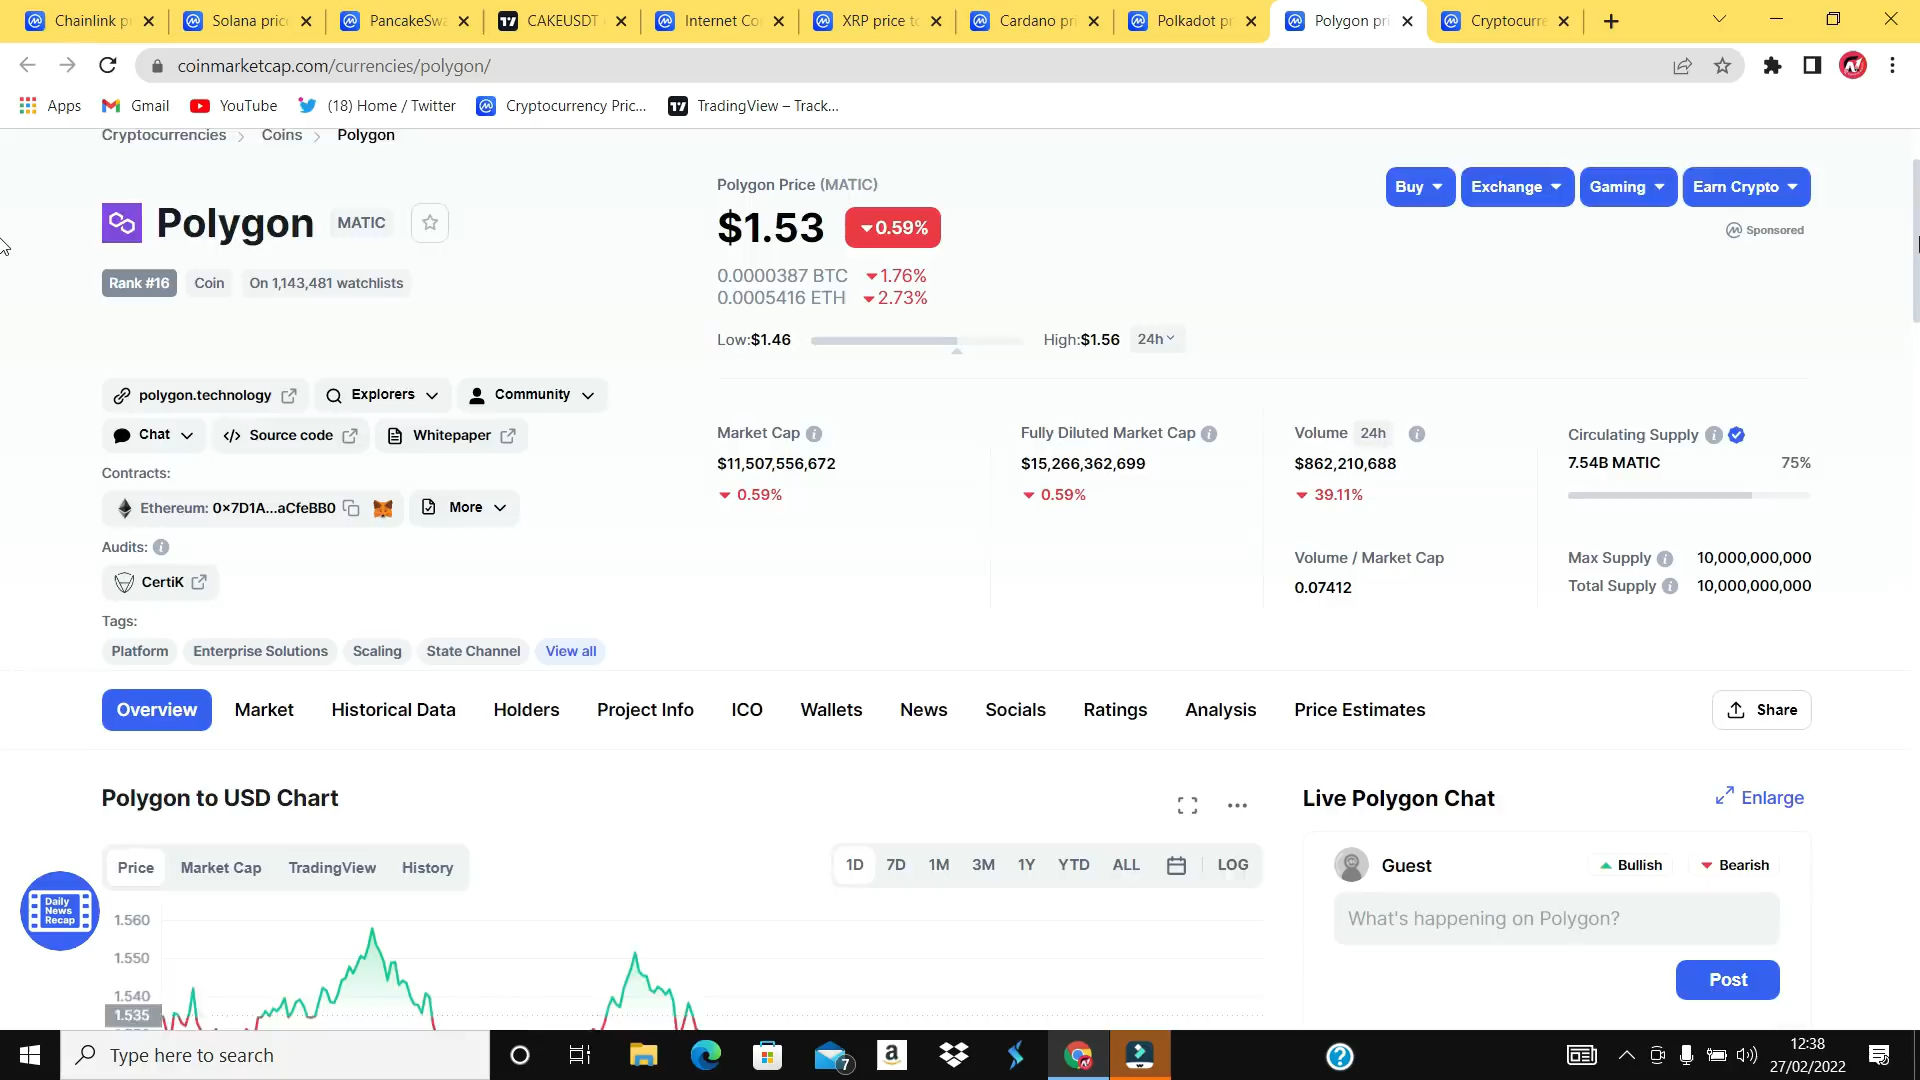 Chainlink p
Solana pric
PancakeSwa
CAKEUSDT
Internet Co
XRP price to
Cardano pri
Polkadot pr
Polygon pri
Cryptocurre
coinmarketcap.com/currencies/polygon/
Apps
Gmail
YouTube
(18) Home / Twitter
Cryptocurrency Pric...
TradingView – Track...
Cryptocurrencies
Coins
Polygon
Polygon Price (MATIC)
Buy
Exchange
Gaming
Earn Crypto
Polygon
MATIC
$1.53
0.59%
Sponsored
Rank #16
Coin
On 1,143,481 watchlists
0.0000387 BTC
1.76%
0.0005416 ETH
2.73%
Low:$1.46
High:$1.56
24h
polygon.technology
Explorers
Community
Chat
Source code
Whitepaper
Contracts:
Ethereum: 0x7D1A...aCfeBB0
More
Audits:
CertiK
Tags:
Platform
Enterprise Solutions
Scaling
State Channel
View all
Market Cap
$11,507,556,672
0.59%
Fully Diluted Market Cap
$15,266,362,699
0.59%
Volume 24h
$862,210,688
39.11%
Volume / Market Cap
0.07412
Circulating Supply
7.54B MATIC
75%
Max Supply
10,000,000,000
Total Supply
10,000,000,000
Overview
Market
Historical Data
Holders
Project Info
ICO
Wallets
News
Socials
Ratings
Analysis
Price Estimates
Share
Polygon to USD Chart
Live Polygon Chat
Enlarge
Price
Market Cap
TradingView
History
1D
7D
1M
3M
1Y
YTD
ALL
LOG
Guest
Bullish
Bearish
What's happening on Polygon?
Post
Daily
News
Recap
1.560
1.550
1.540
1.535
Type here to search
7
12:38
27/02/2022